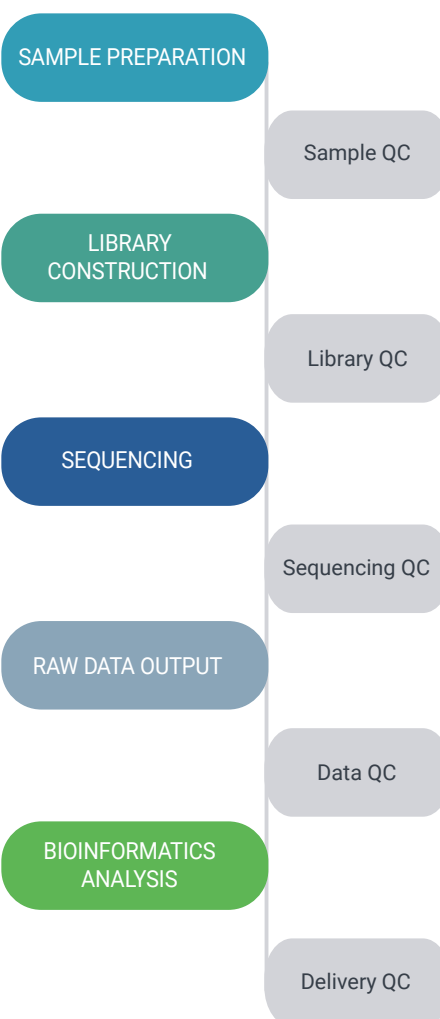 SAMPLE PREPARATION
Sample QC
LIBRARY
CONSTRUCTION
Library QC
SEQUENCING
Sequencing QC
RAW DATA OUTPUT
Data QC
BIOINFORMATICS
ANALYSIS
Delivery QC